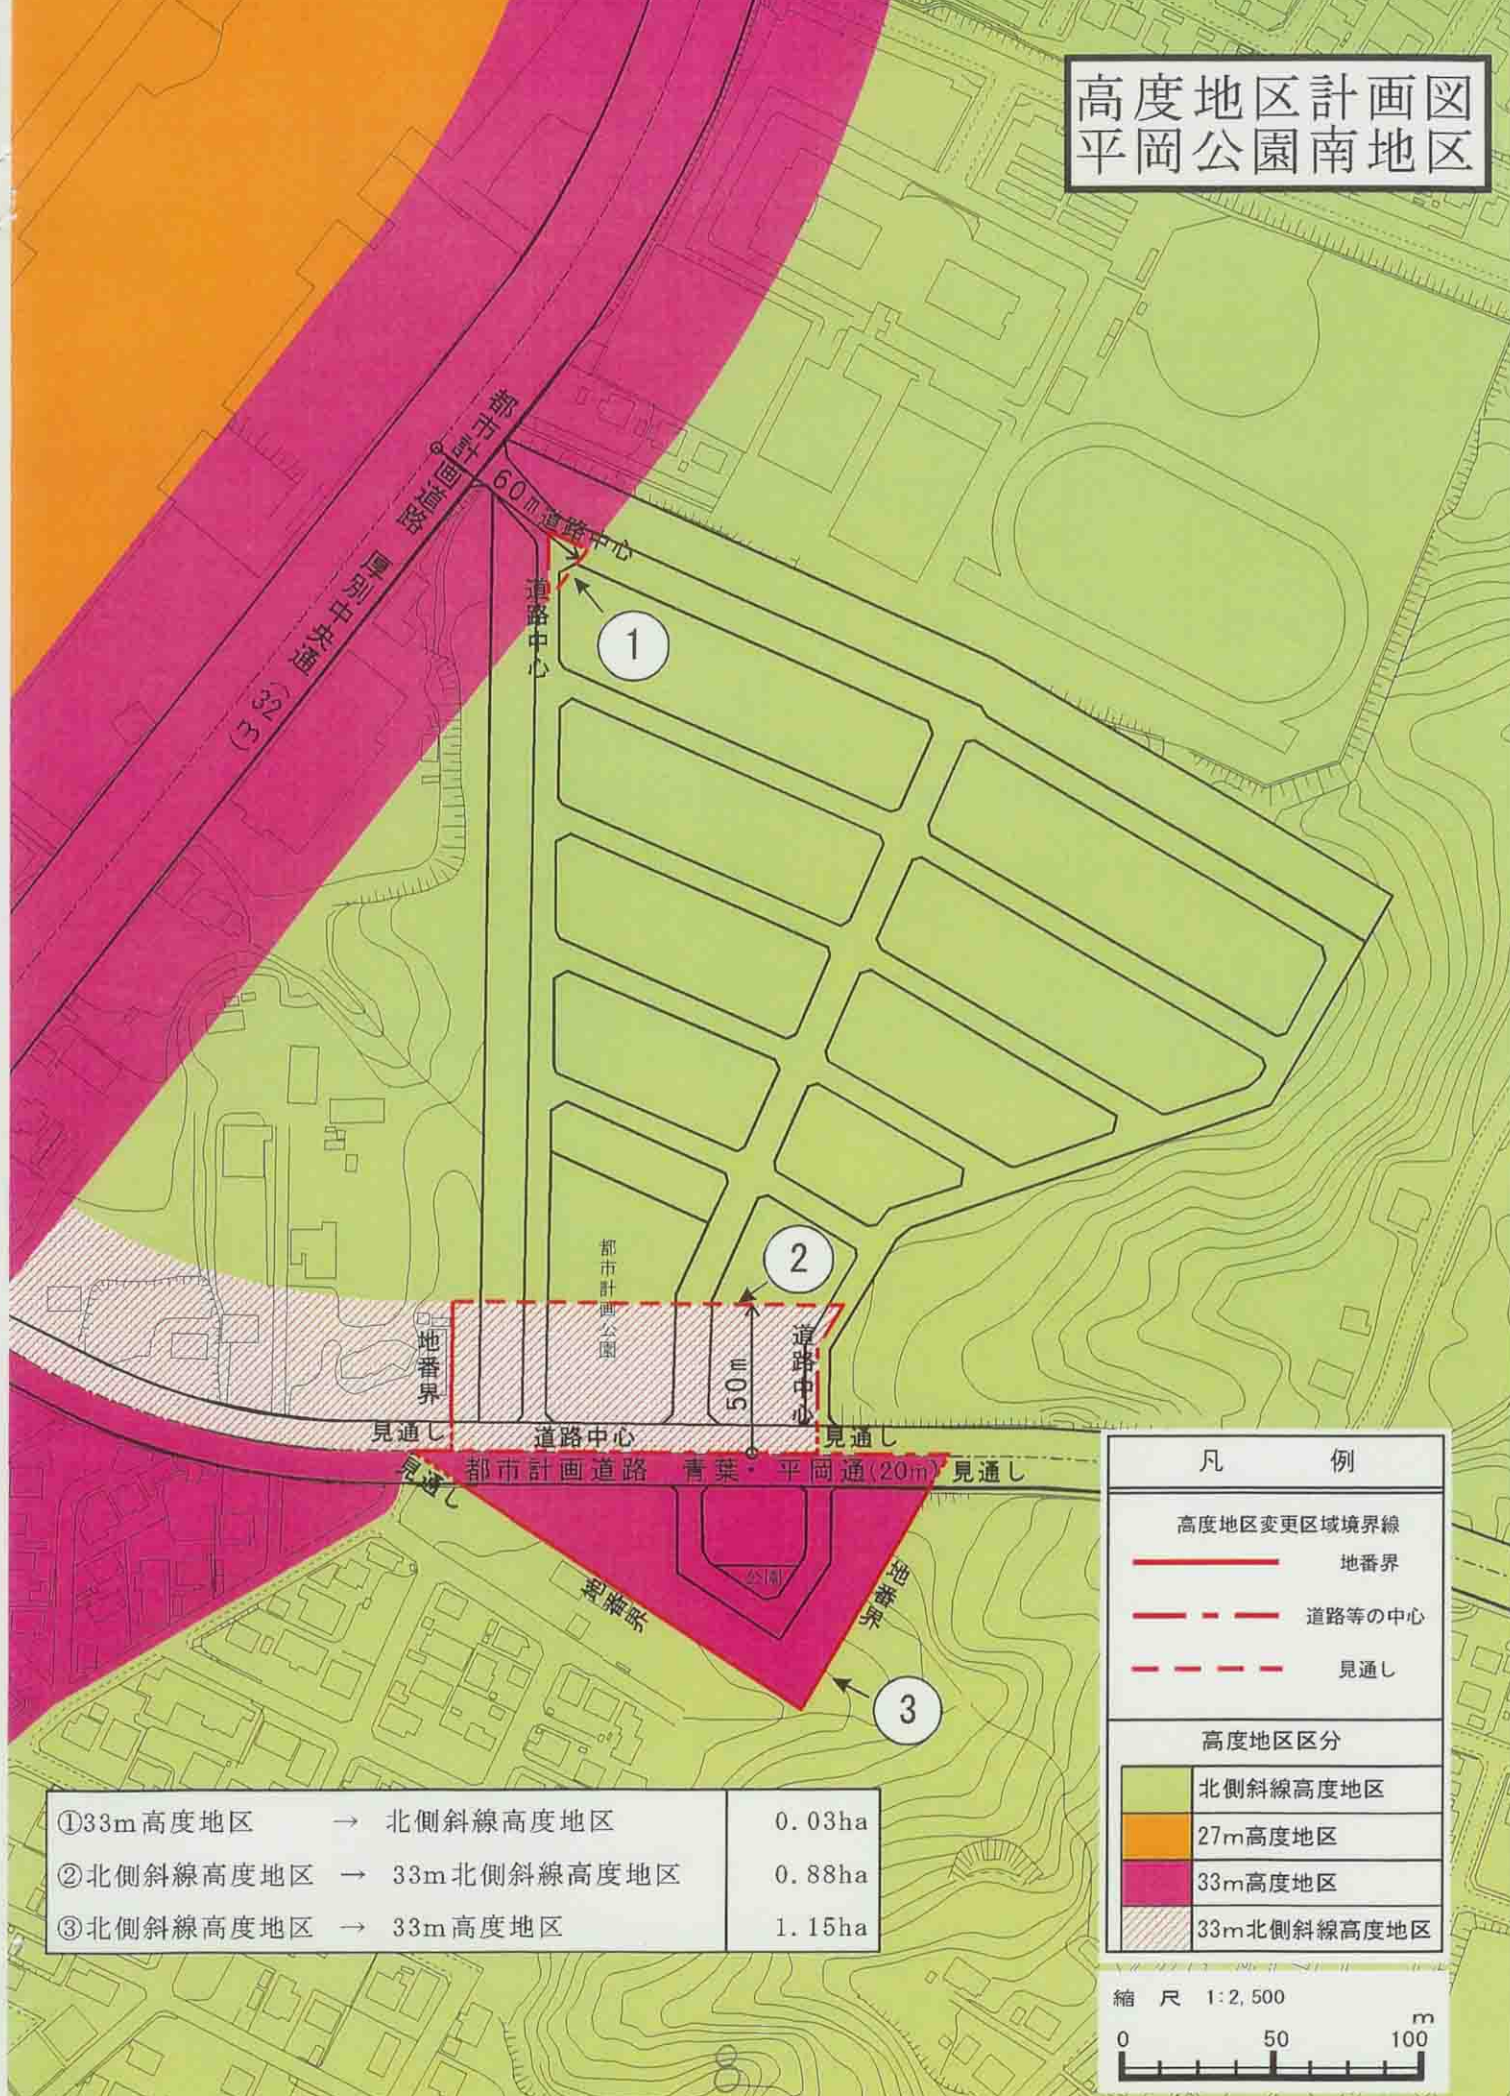 高度地区計画図
平岡公園南地区
都市計画道路 厚別中央通 (32)
(3
60m
道路中心
道路中心
①
都市計画公園
②
地番界
50m
道路中心
見通し
道路中心
見通し
見通し
都市計画道路 青葉・平岡通(20m)
見通し
公園
地番界
地番界
③
凡 例
高度地区変更区域境界線
地番界
道路等の中心
見通し
高度地区区分
北側斜線高度地区
27m高度地区
33m高度地区
33m北側斜線高度地区
①33m高度地区 → 北側斜線高度地区 0.03ha
②北側斜線高度地区 → 33m北側斜線高度地区 0.88ha
③北側斜線高度地区 → 33m高度地区 1.15ha
縮 尺 1:2,500
m
0 50 100